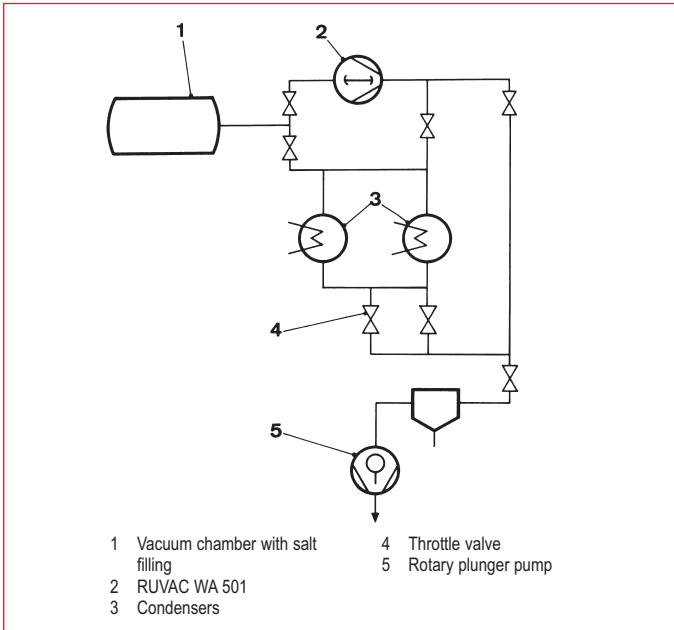 1
2
3
4
5
1 Vacuum chamber with salt
filling
2 RUVAC WA 501
3 Condensers
4 Throttle valve
5 Rotary plunger pump